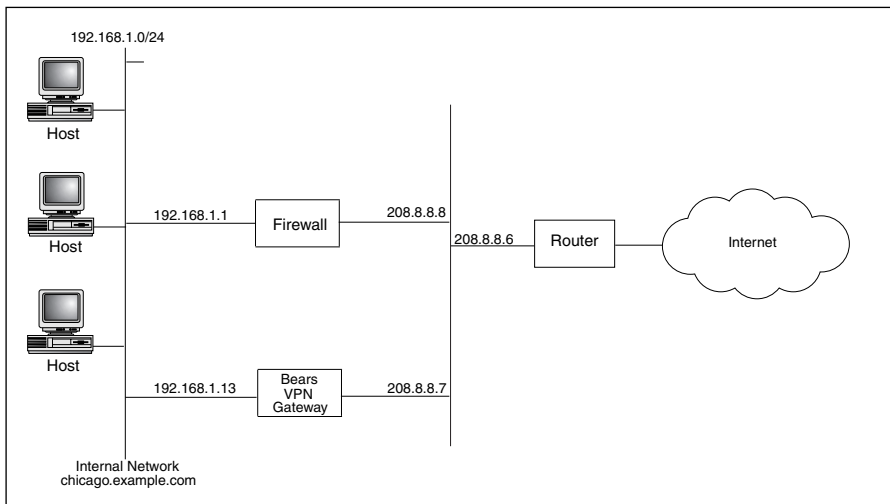 192.168.1.0/24
Host
Host
Host
192.168.1.1
Firewall
208.8.8.8
208.8.8.6
Router
Internet
192.168.1.13
Bears
VPN
Gateway
208.8.8.7
Internal Network
chicago.example.com